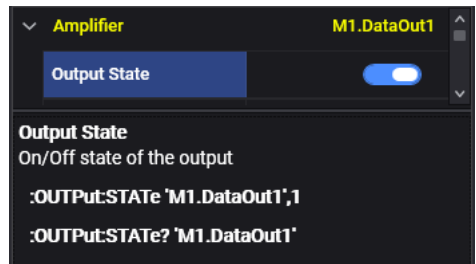 Amplifier M1.DataOut1
Output State
Output State
On/Off state of the output
:OUTPut:STATe 'M1.DataOut1',1
:OUTPut:STATe? 'M1.DataOut1'